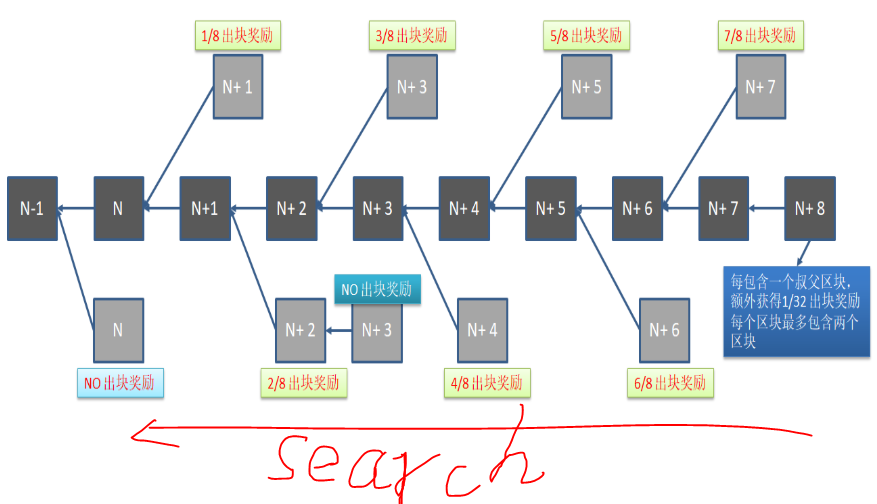 1/8 出块奖励
3/8 出块奖励
5/8 出块奖励
7/8 出块奖励
N+ 1
N+ 3
N+ 5
N+ 7
N-1
N
N+1
N+ 2
N+ 3
N+ 4
N+ 5
N+ 6
N+ 7
N+ 8
每包含一个叔父区块，
额外获得1/32 出块奖励
每个区块最多包含两个
区块
NO 出块奖励
N
N+ 2
N+ 3
N+ 4
N+ 6
NO 出块奖励
2/8 出块奖励
4/8 出块奖励
6/8 出块奖励
search